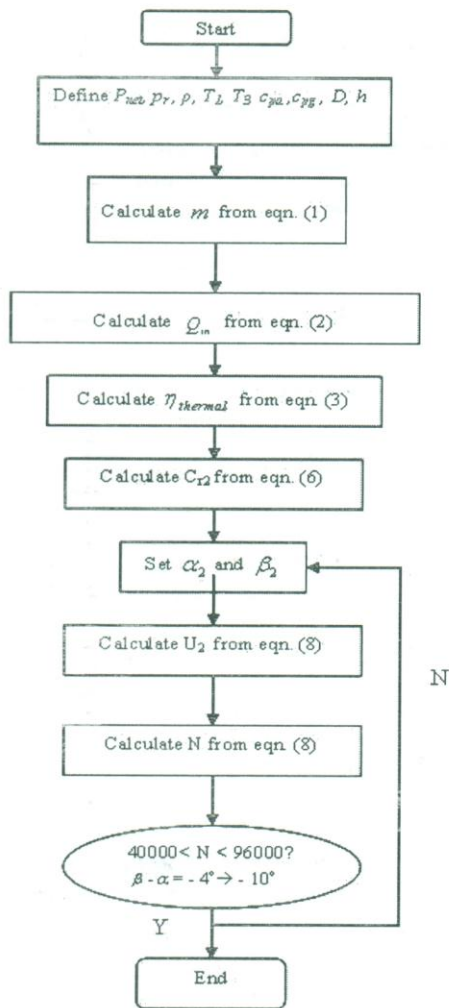 Start
Define P_net p_r, ρ, T_1 T_3 c_pa, c_pg, D, h
Calculate m from eqn. (1)
Calculate Q_in from eqn. (2)
Calculate η_thermal from eqn (3)
Calculate C_r2 from eqn. (6)
Set α_2 and β_2
Calculate U_2 from eqn. (8)
N
Calculate N from eqn. (8)
40000< N < 96000?
β - α = - 4° → - 10°
Y
End